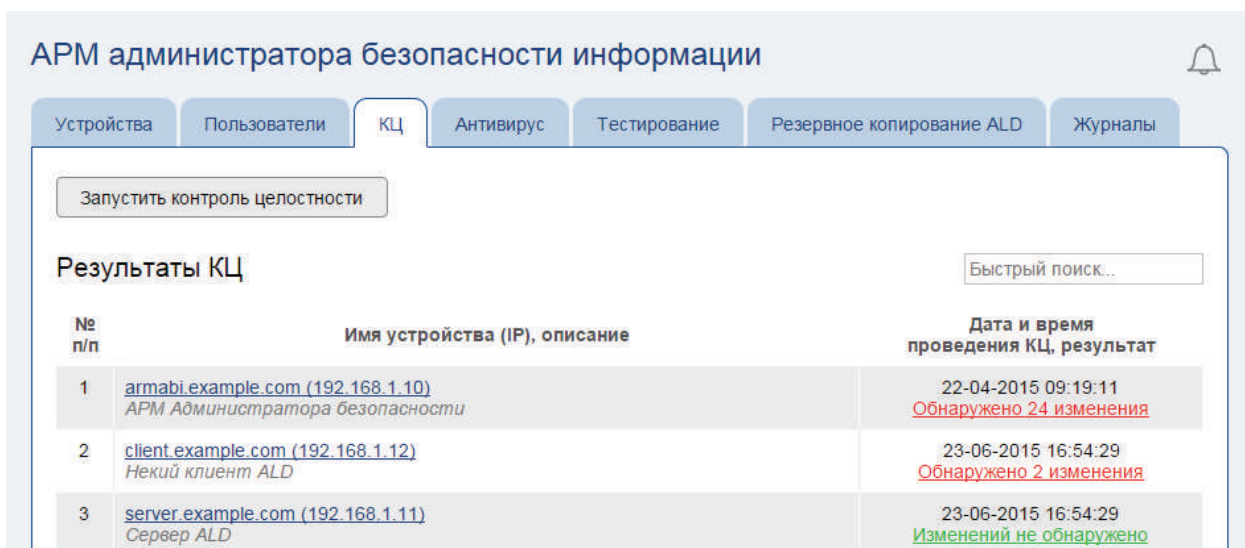 АРМ администратора безопасности информации
Устройства Пользователи КЦ Антивирус Тестирование Резервное копирование ALD Журналы
Запустить контроль целостности
Результаты КЦ
Быстрый поиск...
№ п/п
Имя устройства (IP), описание
Дата и время
проведения КЦ, результат
1 armabi.example.com (192.168.1.10) 22-04-2015 09:19:11
АРМ Администратора безопасности Обнаружено 24 изменения
2 client.example.com (192.168.1.12) 23-06-2015 16:54:29
Некий клиент ALD Обнаружено 2 изменения
3 server.example.com (192.168.1.11) 23-06-2015 16:54:29
Сервер ALD Изменений не обнаружено